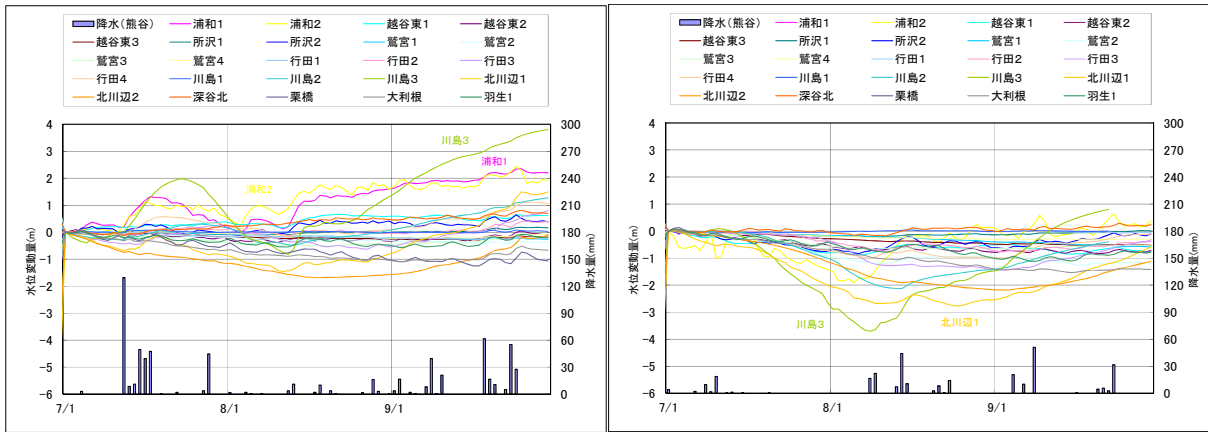 降水(熊谷) 浦和1 浦和2 越谷東1 越谷東2
越谷東3 所沢1 所沢2 鷲宮1 鷲宮2
鷲宮3 鷲宮4 行田1 行田2 行田3
行田4 川島1 川島2 川島3 北川辺1
北川辺2 深谷北 栗橋 大利根 羽生1
水位変動量(m)
4
3
2
1
0
−1
−2
−3
−4
−5
−6
川島3
浦和1
浦和2
300
270
240
210
180
150
120
90
60
30
0
降水量(mm)
7/1 8/1 9/1
降水(熊谷) 浦和1 浦和2 越谷東1 越谷東2
越谷東3 所沢1 所沢2 鷲宮1 鷲宮2
鷲宮3 鷲宮4 行田1 行田2 行田3
行田4 川島1 川島2 川島3 北川辺1
北川辺2 深谷北 栗橋 大利根 羽生1
水位変動量(m)
4
3
2
1
0
−1
−2
−3
−4
−5
−6
川島3
北川辺1
300
270
240
210
180
150
120
90
60
30
0
降水量(mm)
7/1 8/1 9/1